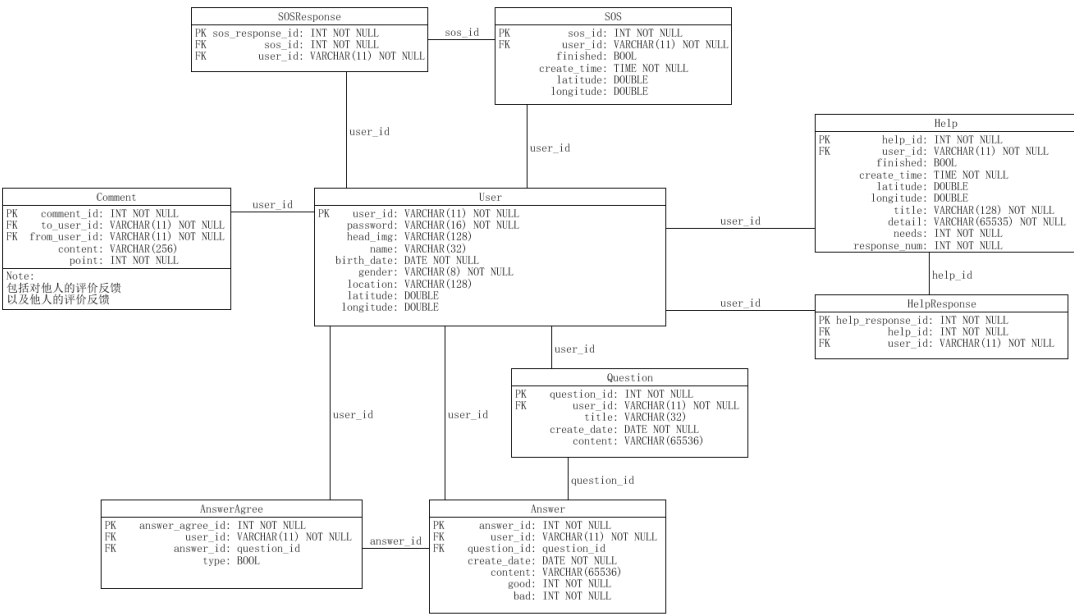 SOSResponse
PK sos_response_id: INT NOT NULL
FK sos_id: INT NOT NULL
FK user_id: VARCHAR(11) NOT NULL
sos_id
SOS
PK sos_id: INT NOT NULL
FK user_id: VARCHAR(11) NOT NULL
finished: BOOL
create_time: TIME NOT NULL
latitude: DOUBLE
longitude: DOUBLE
user_id
user_id
Help
PK help_id: INT NOT NULL
FK user_id: VARCHAR(11) NOT NULL
finished: BOOL
create_time: TIME NOT NULL
latitude: DOUBLE
longitude: DOUBLE
title: VARCHAR(128) NOT NULL
detail: VARCHAR(65535) NOT NULL
needs: INT NOT NULL
response_num: INT NOT NULL
Comment
PK comment_id: INT NOT NULL
FK to_user_id: VARCHAR(11) NOT NULL
FK from_user_id: VARCHAR(11) NOT NULL
content: VARCHAR(256)
point: INT NOT NULL
Note:
包括对他人的评价反馈
以及他人的评价反馈
user_id
User
PK user_id: VARCHAR(11) NOT NULL
password: VARCHAR(16) NOT NULL
head_img: VARCHAR(128)
name: VARCHAR(32)
birth_date: DATE NOT NULL
gender: VARCHAR(8) NOT NULL
location: VARCHAR(128)
latitude: DOUBLE
longitude: DOUBLE
user_id
help_id
user_id
HelpResponse
PK help_response_id: INT NOT NULL
FK help_id: INT NOT NULL
FK user_id: VARCHAR(11) NOT NULL
user_id
Question
PK question_id: INT NOT NULL
FK user_id: VARCHAR(11) NOT NULL
title: VARCHAR(32)
create_date: DATE NOT NULL
content: VARCHAR(65536)
user_id
user_id
question_id
AnswerAgree
PK answer_agree_id: INT NOT NULL
FK user_id: VARCHAR(11) NOT NULL
FK answer_id: question_id
type: BOOL
answer_id
Answer
PK answer_id: INT NOT NULL
FK user_id: VARCHAR(11) NOT NULL
FK question_id: question_id
create_date: DATE NOT NULL
content: VARCHAR(65536)
good: INT NOT NULL
bad: INT NOT NULL